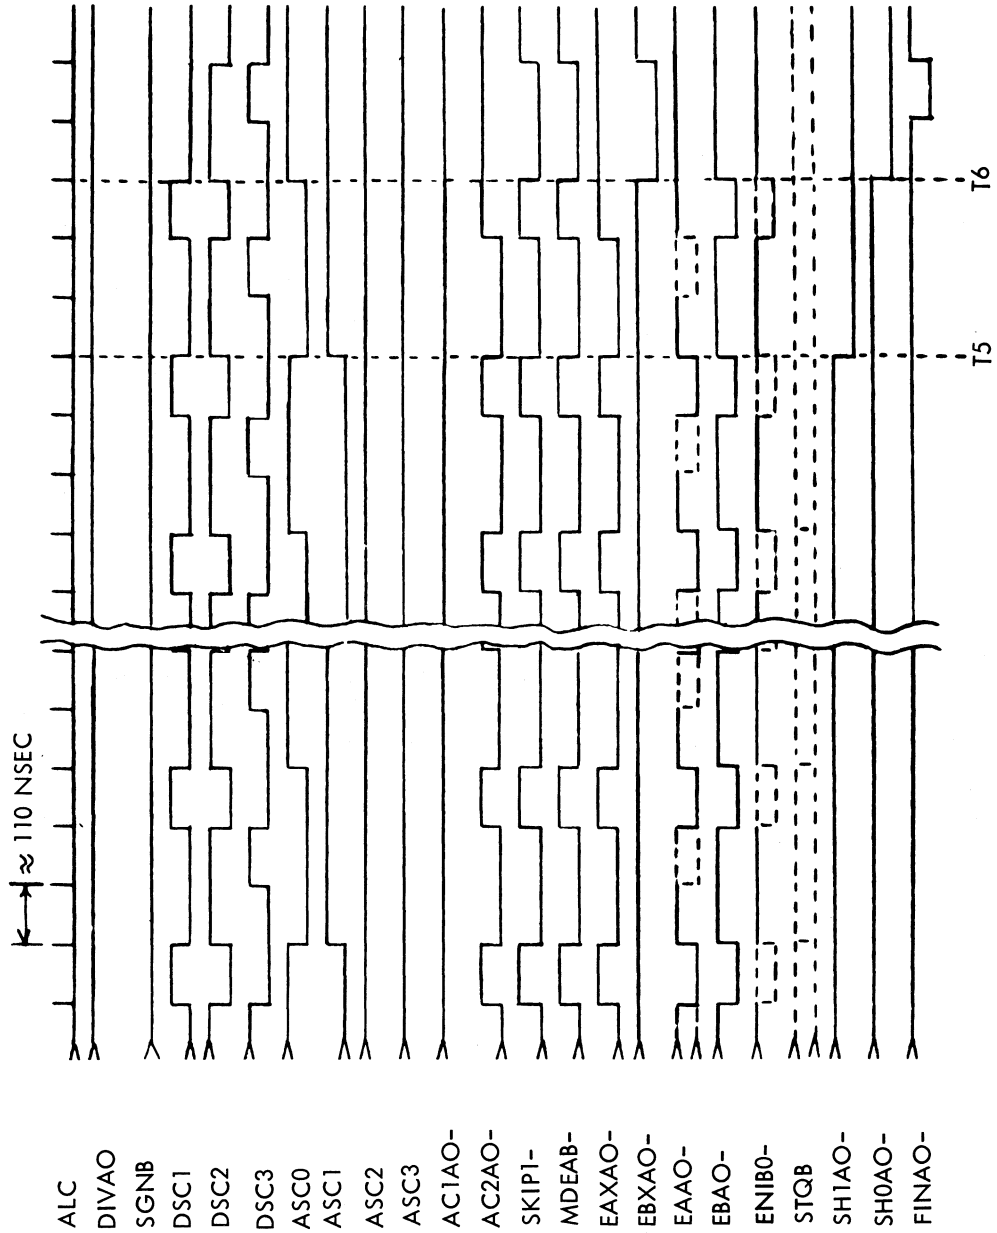 ≈ 110 NSEC
ALC
DIVAO
SGNB
DSC1
DSC2
DSC3
ASC0
ASC1
ASC2
ASC3
AC1AO-
AC2AO-
SKIP1-
MDEAB-
EAXAO-
EBXAO-
EAAO-
EBAO-
ENIB0-
STQB
SH1AO-
SH0AO-
FINAO-
T5
T6